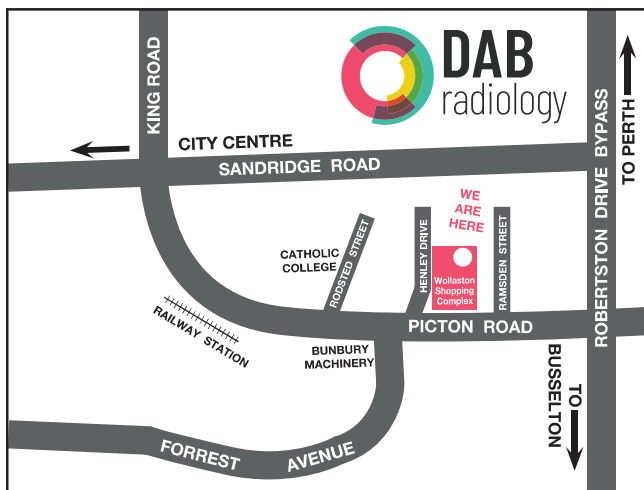 DAB
radiology
KING ROAD
CITY CENTRE
SANDRIDGE ROAD
ROBERTSTON DRIVE BYPASS
TO PERTH
WE
ARE
HERE
CATHOLIC
COLLEGE
RODSTED STREET
HENLEY DRIVE
Wollaston
Shopping
Complex
RAMSDEN STREET
RAILWAY STATION
BUNBURY
MACHINERY
PICTON ROAD
TO
BUSSELTON
FORREST AVENUE